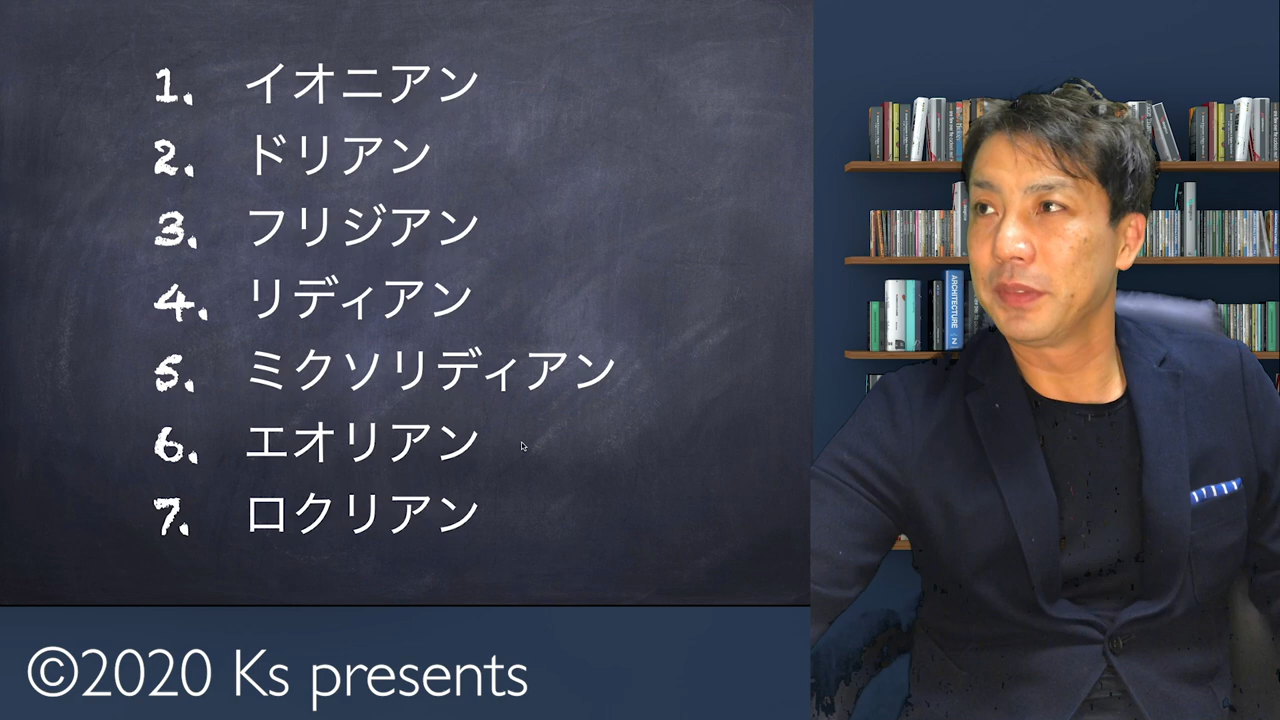 1. イオニアン
2. ドリアン
3. フリジアン
4. リディアン
5. ミクソリディアン
6. エオリアン
7. ロクリアン
©2020 Ks presents
ARCHITECTURE